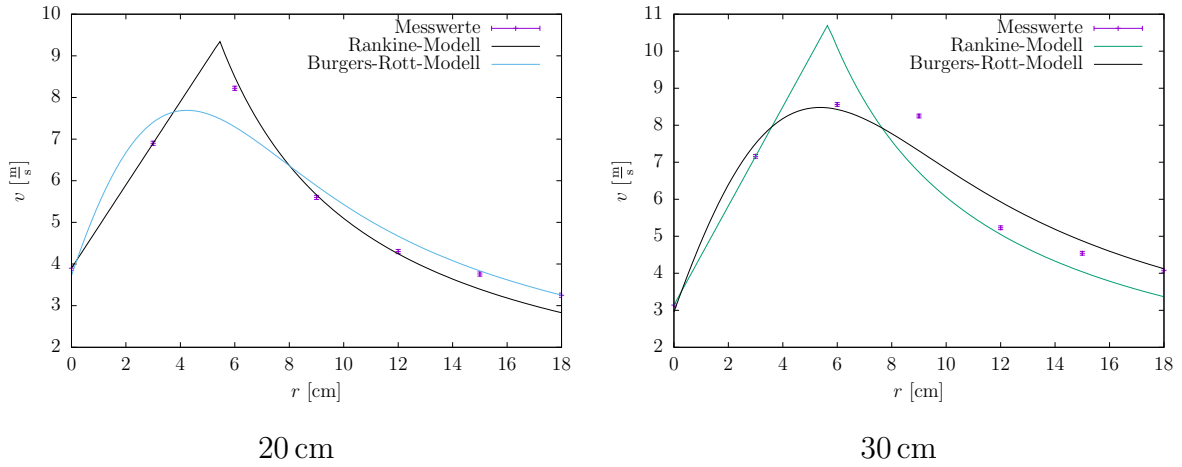 10
9
8
7
6
5
4
3
2
0 2 4 6 8 10 12 14 16 18
v [m/s]
r [cm]
Messwerte
Rankine-Modell
Burgers-Rott-Modell
20 cm
11
10
9
8
7
6
5
4
3
2
0 2 4 6 8 10 12 14 16 18
v [m/s]
r [cm]
Messwerte
Rankine-Modell
Burgers-Rott-Modell
30 cm